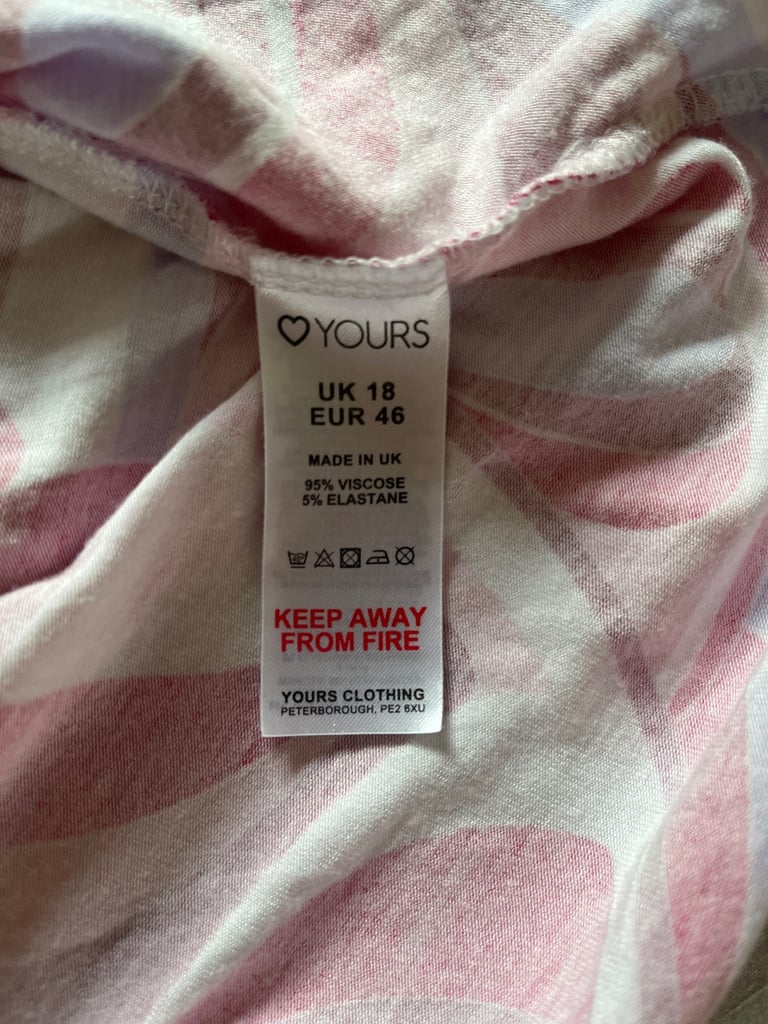 YOURS
UK 18
EUR 46
MADE IN UK
95% VISCOSE
5% ELASTANE
KEEP AWAY
FROM FIRE
YOURS CLOTHING
PETERBOROUGH, PE2 6XU